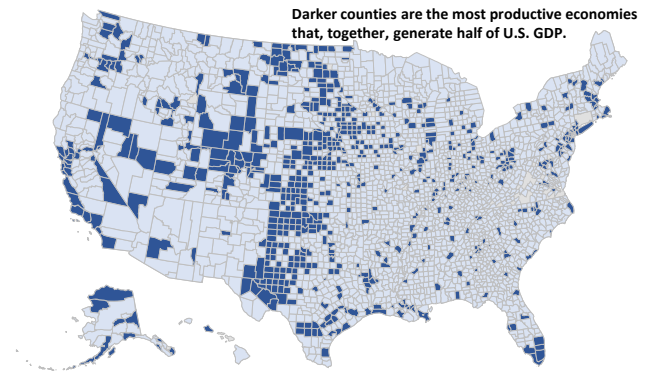 Darker counties are the most productive economies
that, together, generate half of U.S. GDP.